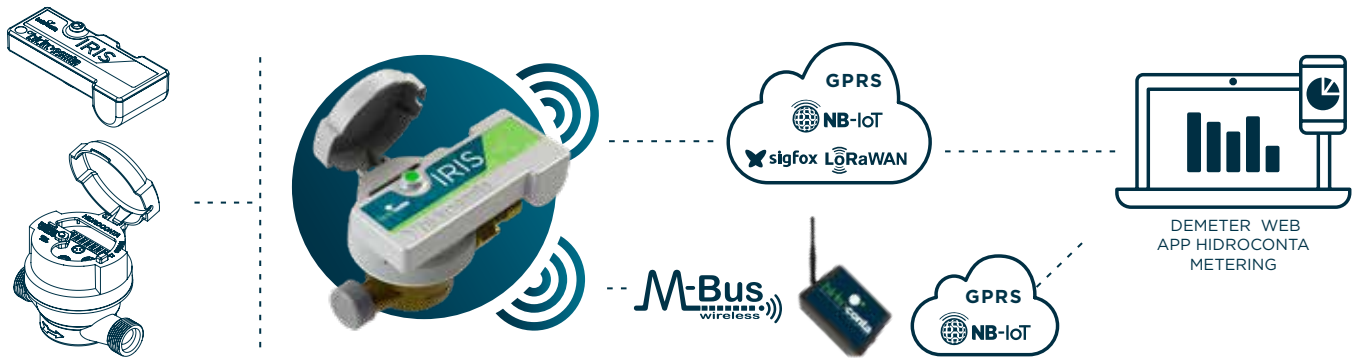 IRIS
hidroconta
HIDROCONTA
IRIS
GPRS
NB-IoT
sigfox LoRaWAN
M-Bus
wireless
conta
GPRS
NB-IoT
DEMETER WEB
APP HIDROCONTA
METERING